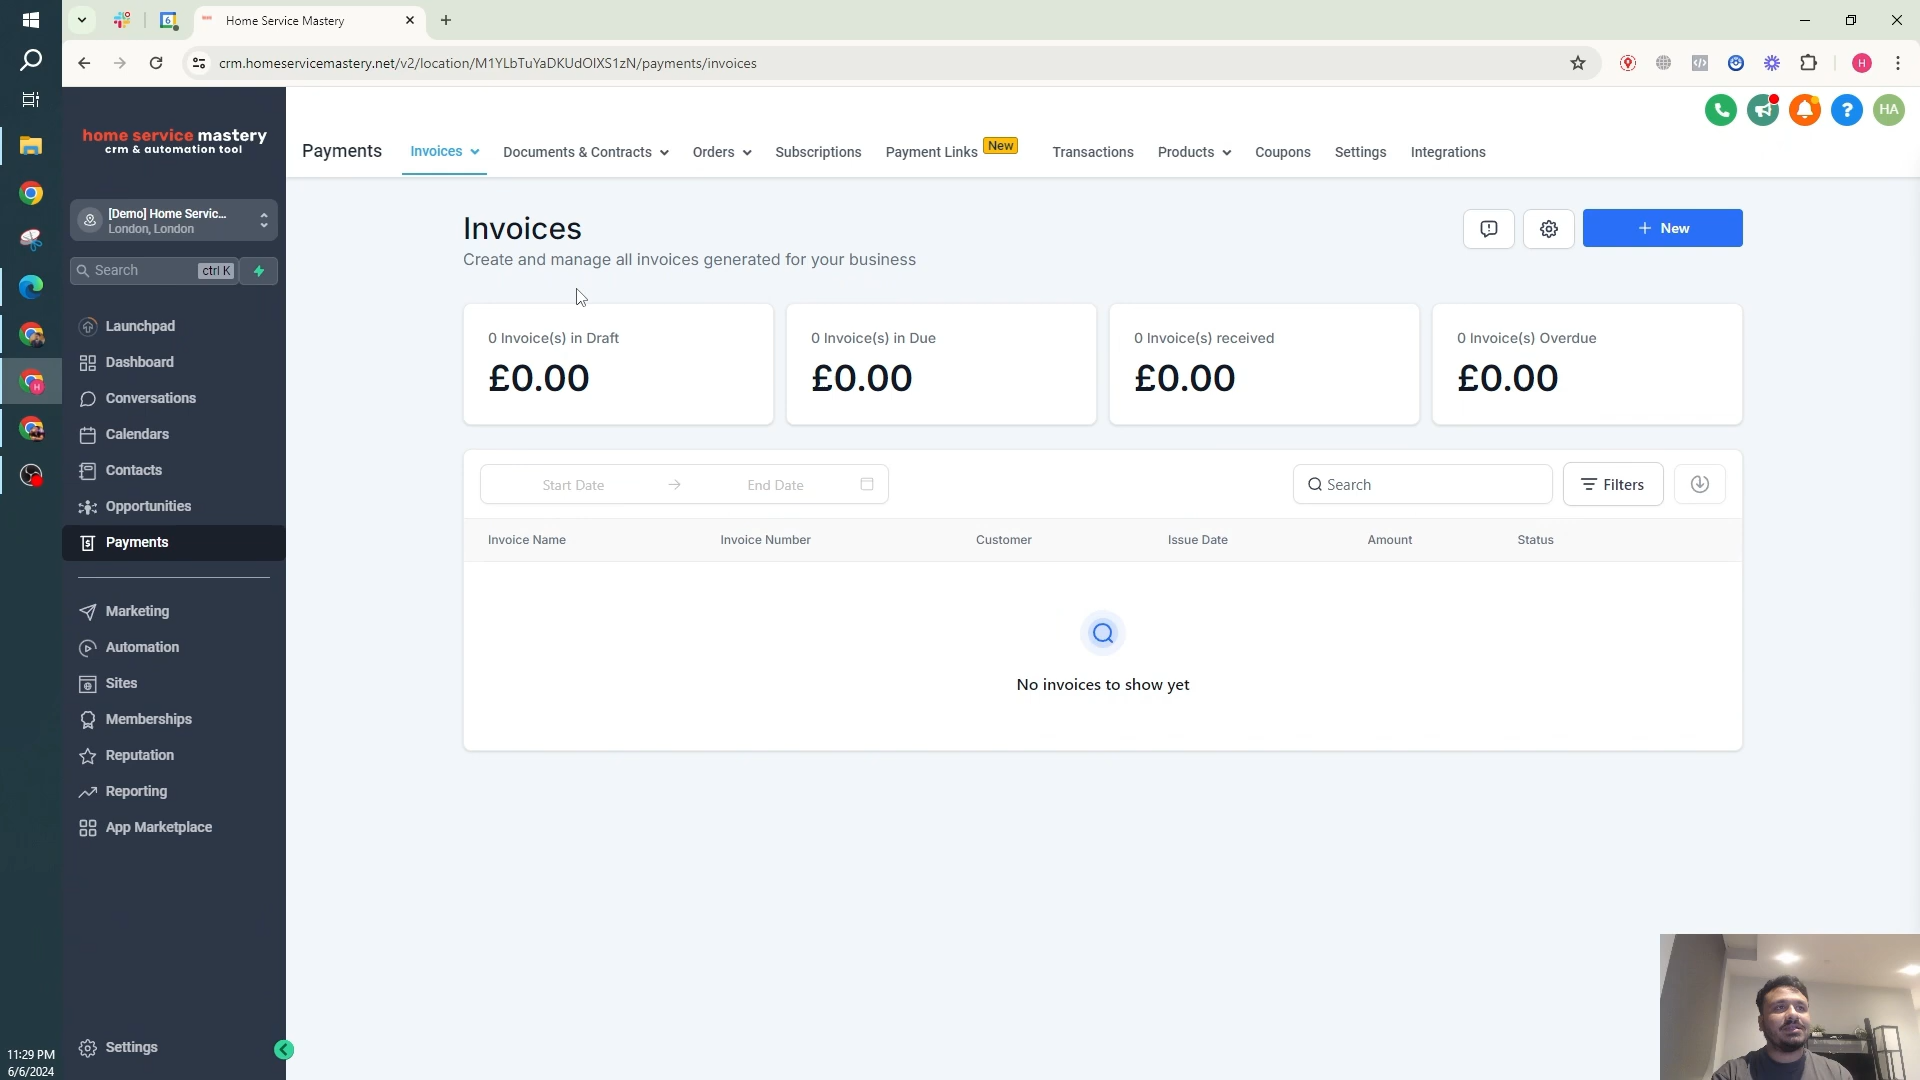 6
Home Service Mastery
crm.homeservicemastery.net/v2/location/M1YLbTuYaDKUdOIXS1zN/payments/invoices
H
home service mastery
crm & automation tool
[Demo] Home Servic...
London, London
Search
ctrl K
Launchpad
Dashboard
Conversations
Calendars
Contacts
Opportunities
Payments
Marketing
Automation
Sites
Memberships
Reputation
Reporting
App Marketplace
Settings
11:29 PM
6/6/2024
HA
Payments
Invoices
Documents & Contracts
Orders
Subscriptions
Payment Links
New
Transactions
Products
Coupons
Settings
Integrations
Invoices
Create and manage all invoices generated for your business
+ New
0 Invoice(s) in Draft
£0.00
0 Invoice(s) in Due
£0.00
0 Invoice(s) received
£0.00
0 Invoice(s) Overdue
£0.00
Start Date
End Date
Search
Filters
Invoice Name
Invoice Number
Customer
Issue Date
Amount
Status
No invoices to show yet